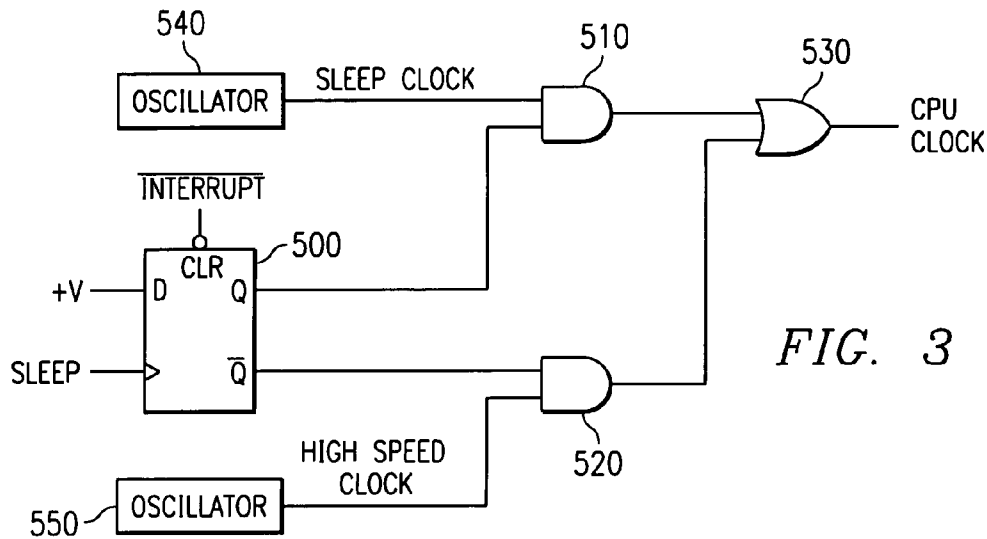 540
OSCILLATOR
SLEEP CLOCK
510
530
CPU
CLOCK
INTERRUPT
500
CLR
+V
D
Q
SLEEP
Q
FIG. 3
520
HIGH SPEED
CLOCK
550
OSCILLATOR